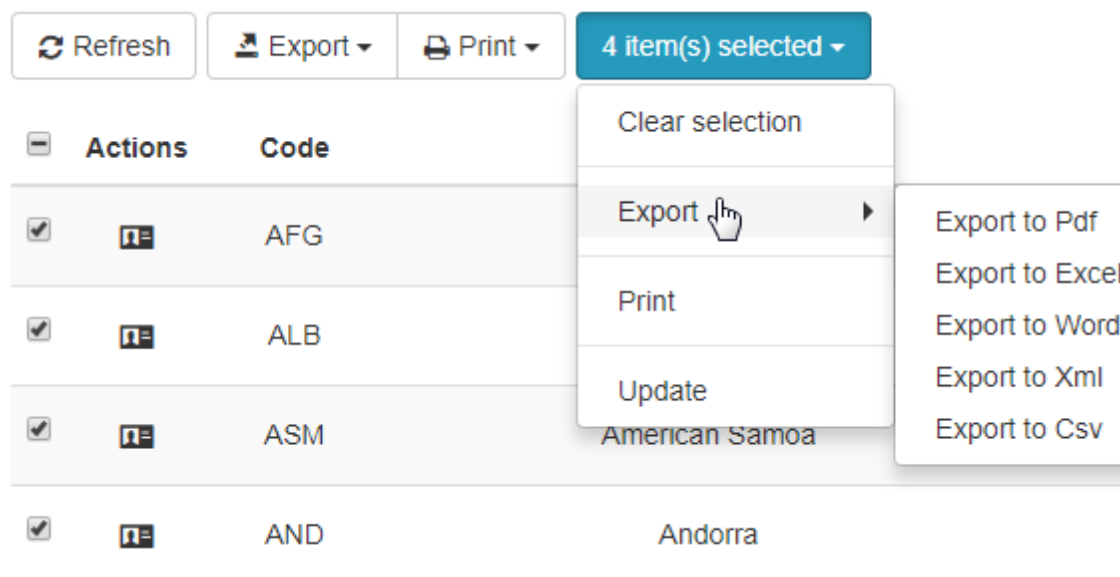 Refresh Export Print 4 item(s) selected
Clear selection
Actions Code
Export
Export to Pdf
AFG
Export to Excel
Print
Export to Word
ALB
Export to Xml
Update
Export to Csv
ASM American Samoa
AND Andorra